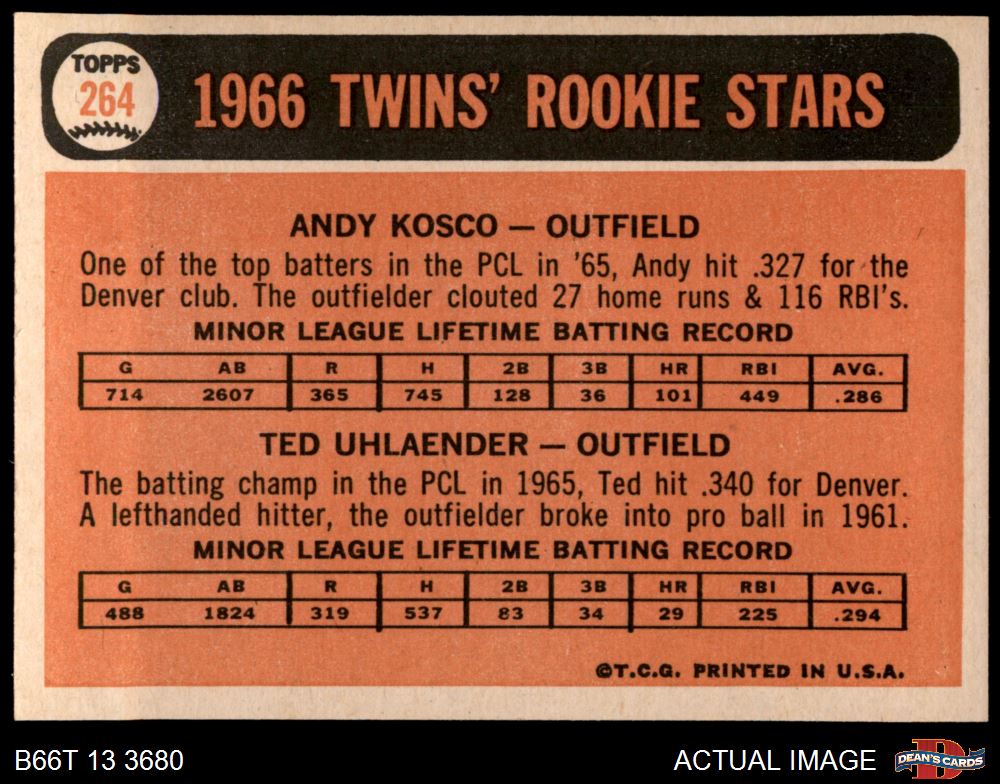 TOPPS
264
1966 TWINS' ROOKIE STARS
ANDY KOSCO — OUTFIELD
One of the top batters in the PCL in '65, Andy hit .327 for the
Denver club. The outfielder clouted 27 home runs & 116 RBI's.
MINOR LEAGUE LIFETIME BATTING RECORD
G AB R H 2B 3B HR RBI AVG.
714 2607 365 745 128 36 101 449 .286
TED UHLAENDER — OUTFIELD
The batting champ in the PCL in 1965, Ted hit .340 for Denver.
A lefthanded hitter, the outfielder broke into pro ball in 1961.
MINOR LEAGUE LIFETIME BATTING RECORD
G AB R H 2B 3B HR RBI AVG.
488 1824 319 537 83 34 29 225 .294
©T.C.G. PRINTED IN U.S.A.
B66T 13 3680 ACTUAL IMAGE D DEAN'S CARDS